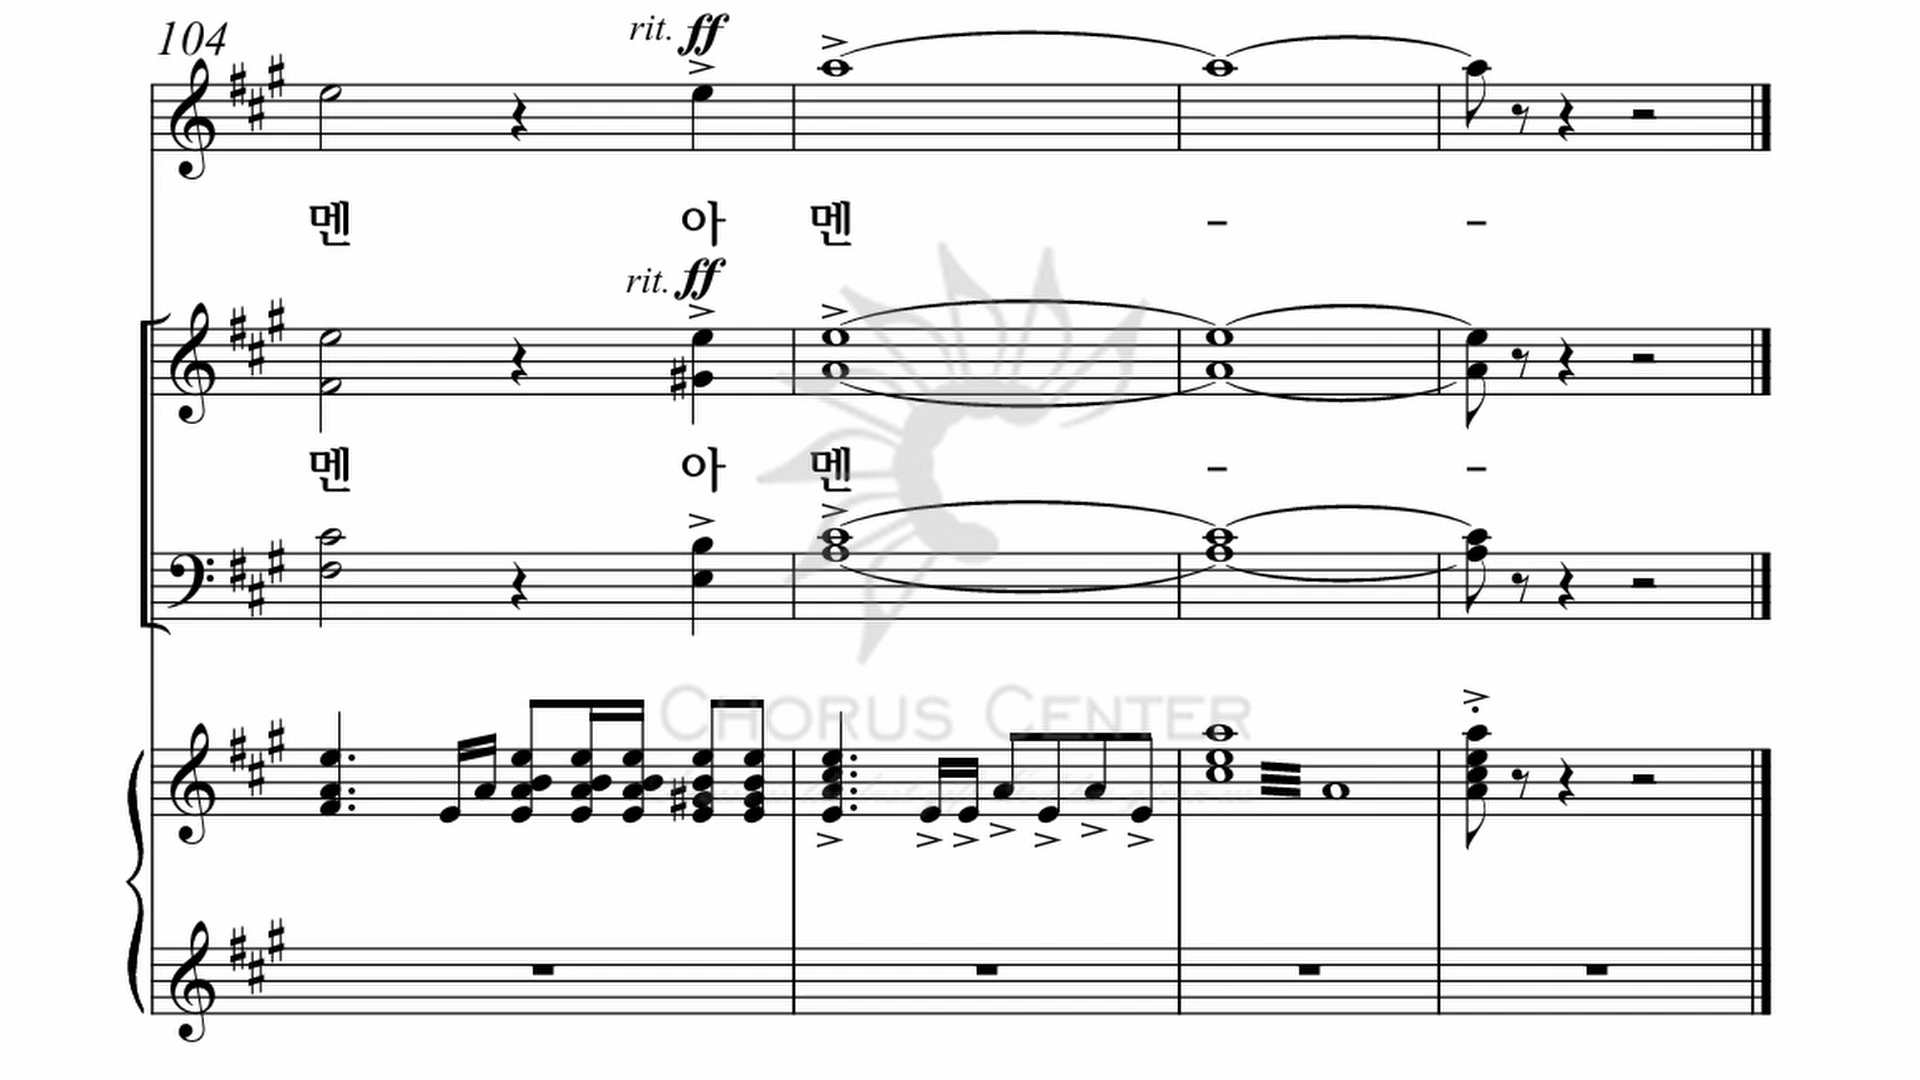 104
rit. ff
멘 아 멘 - -
rit. ff
멘 아 멘 - -
CHORUS CENTER